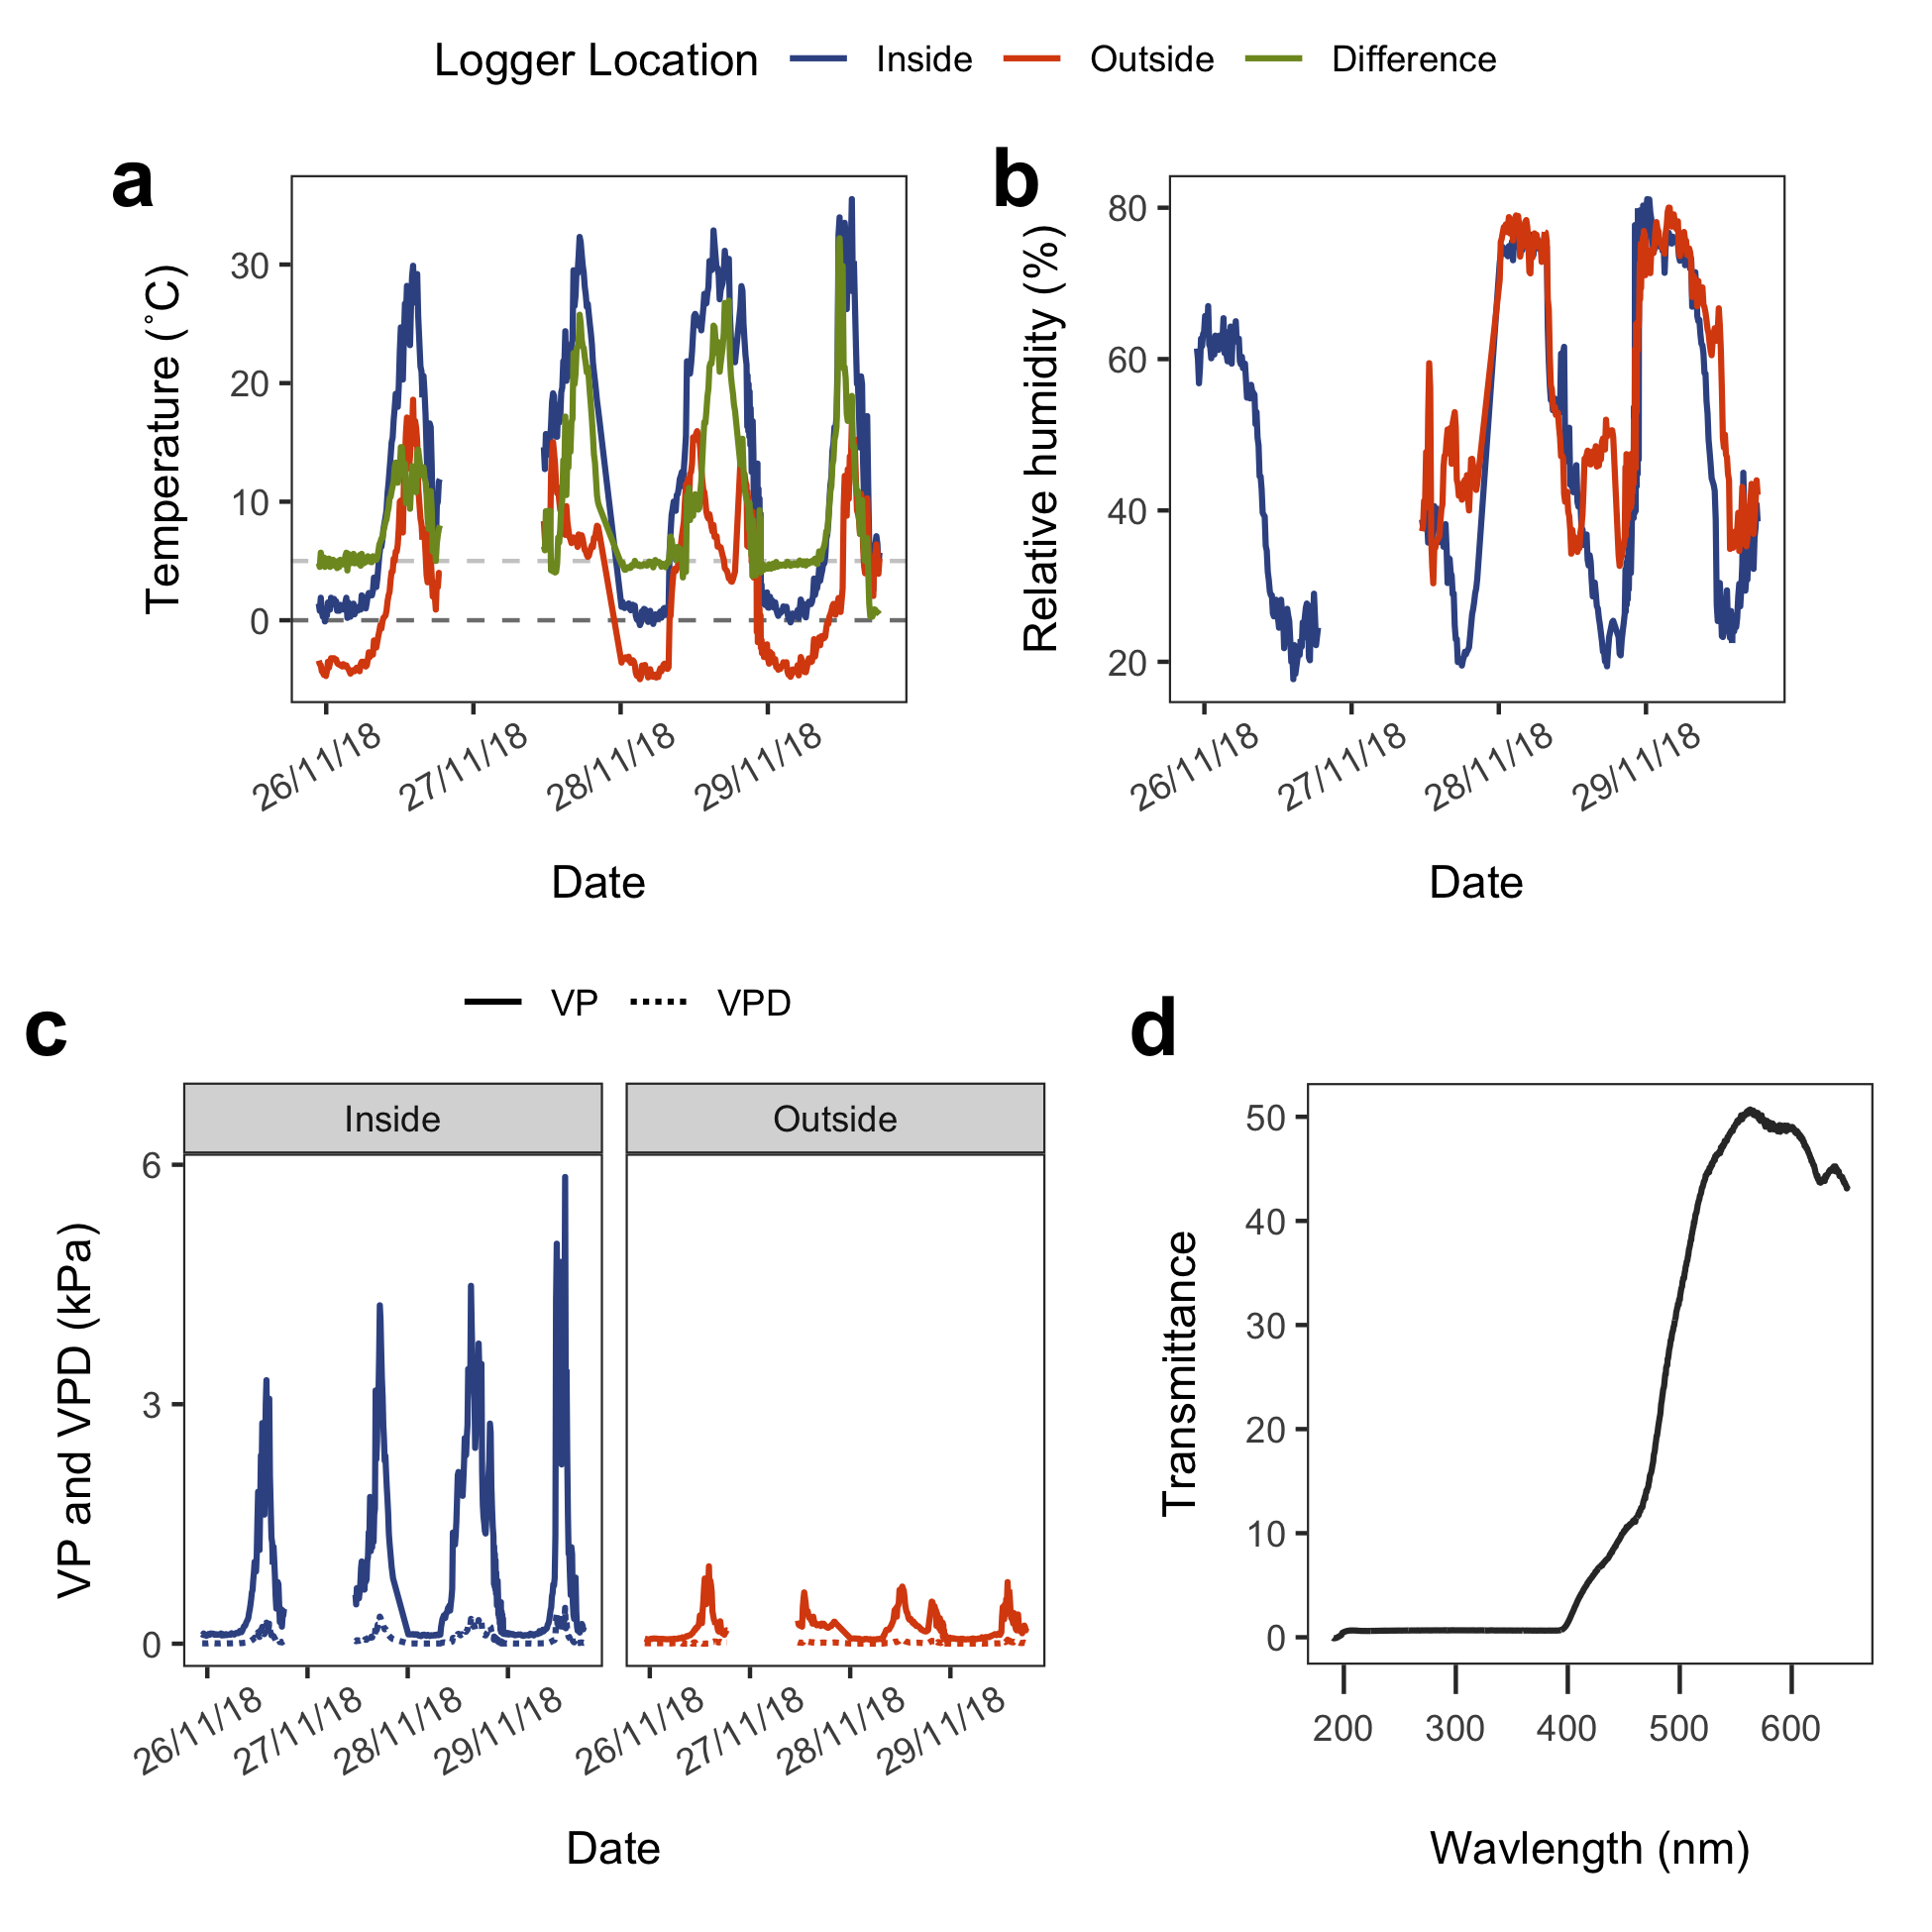 Logger Location Inside Outside Difference
a
Temperature (˚C)
30
20
10
0
26/11/18 27/11/18 28/11/18 29/11/18
Date
b
Relative humidity (%)
80
60
40
20
26/11/18 27/11/18 28/11/18 29/11/18
Date
c
VP VPD
Inside Outside
VP and VPD (kPa)
6
3
0
26/11/18 27/11/18 28/11/18 29/11/18 26/11/18 27/11/18 28/11/18 29/11/18
Date
d
Transmittance
50
40
30
20
10
0
200 300 400 500 600
Wavlength (nm)